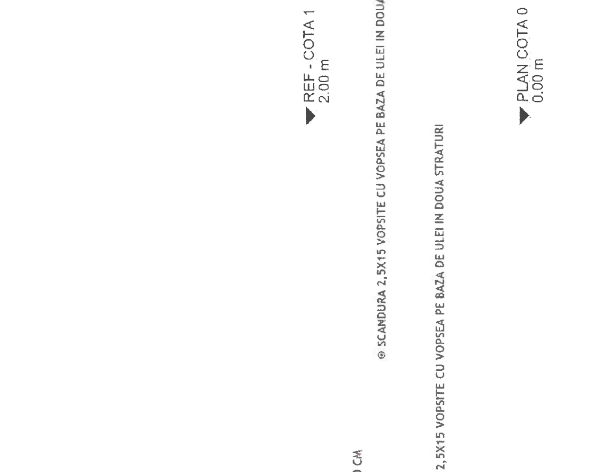 REF - COTA 1
2.00 m
CM
⊕ SCANDURA 2,5X15 VOPSITE CU VOPSEA PE BAZA DE ULEI IN DOUA
2,5X15 VOPSITE CU VOPSEA PE BAZA DE ULEI IN DOUA STRATURI
PLAN COTA 0
0.00 m